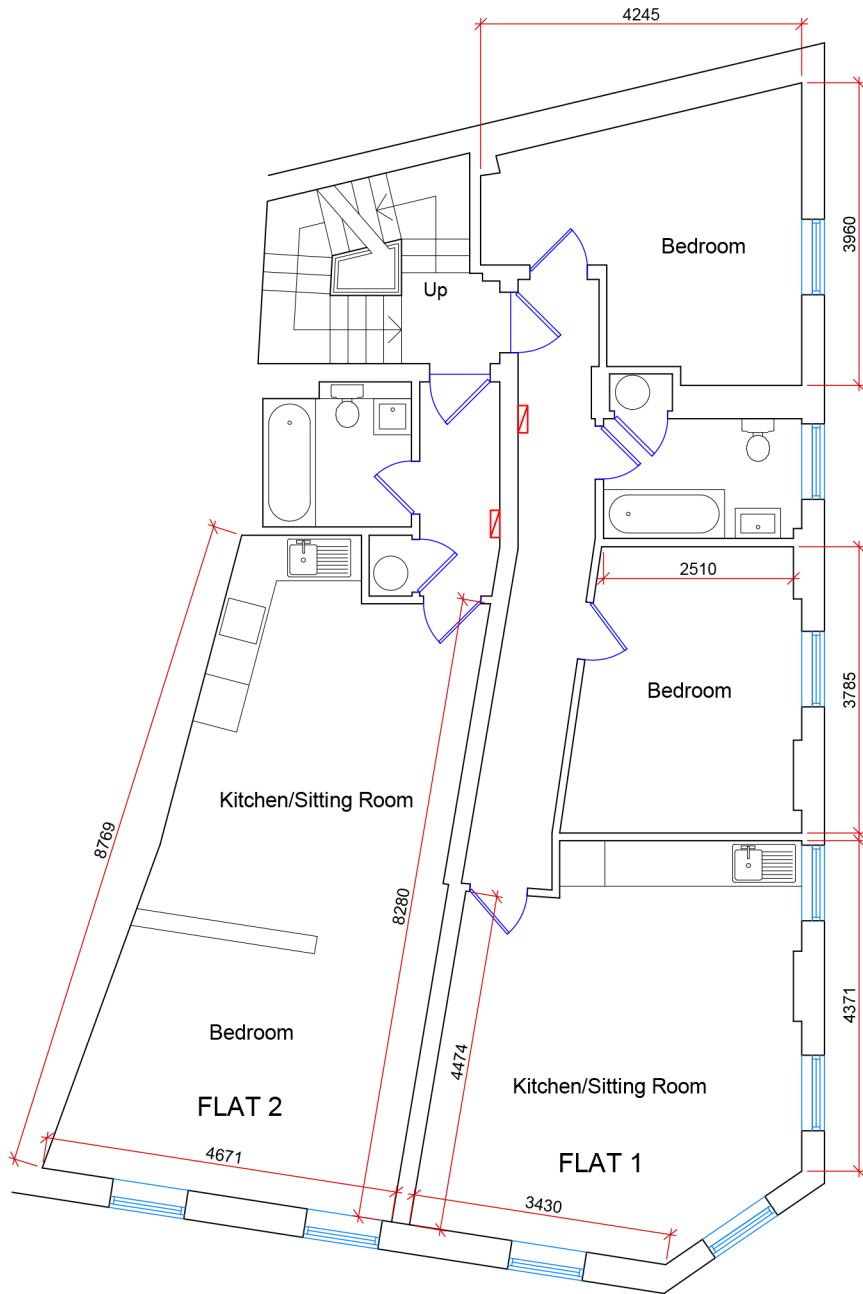 4245
Bedroom
3960
Up
2510
Bedroom
3785
Kitchen/Sitting Room
8769
8280
4371
Bedroom
4474
Kitchen/Sitting Room
FLAT 2
FLAT 1
4671
3430